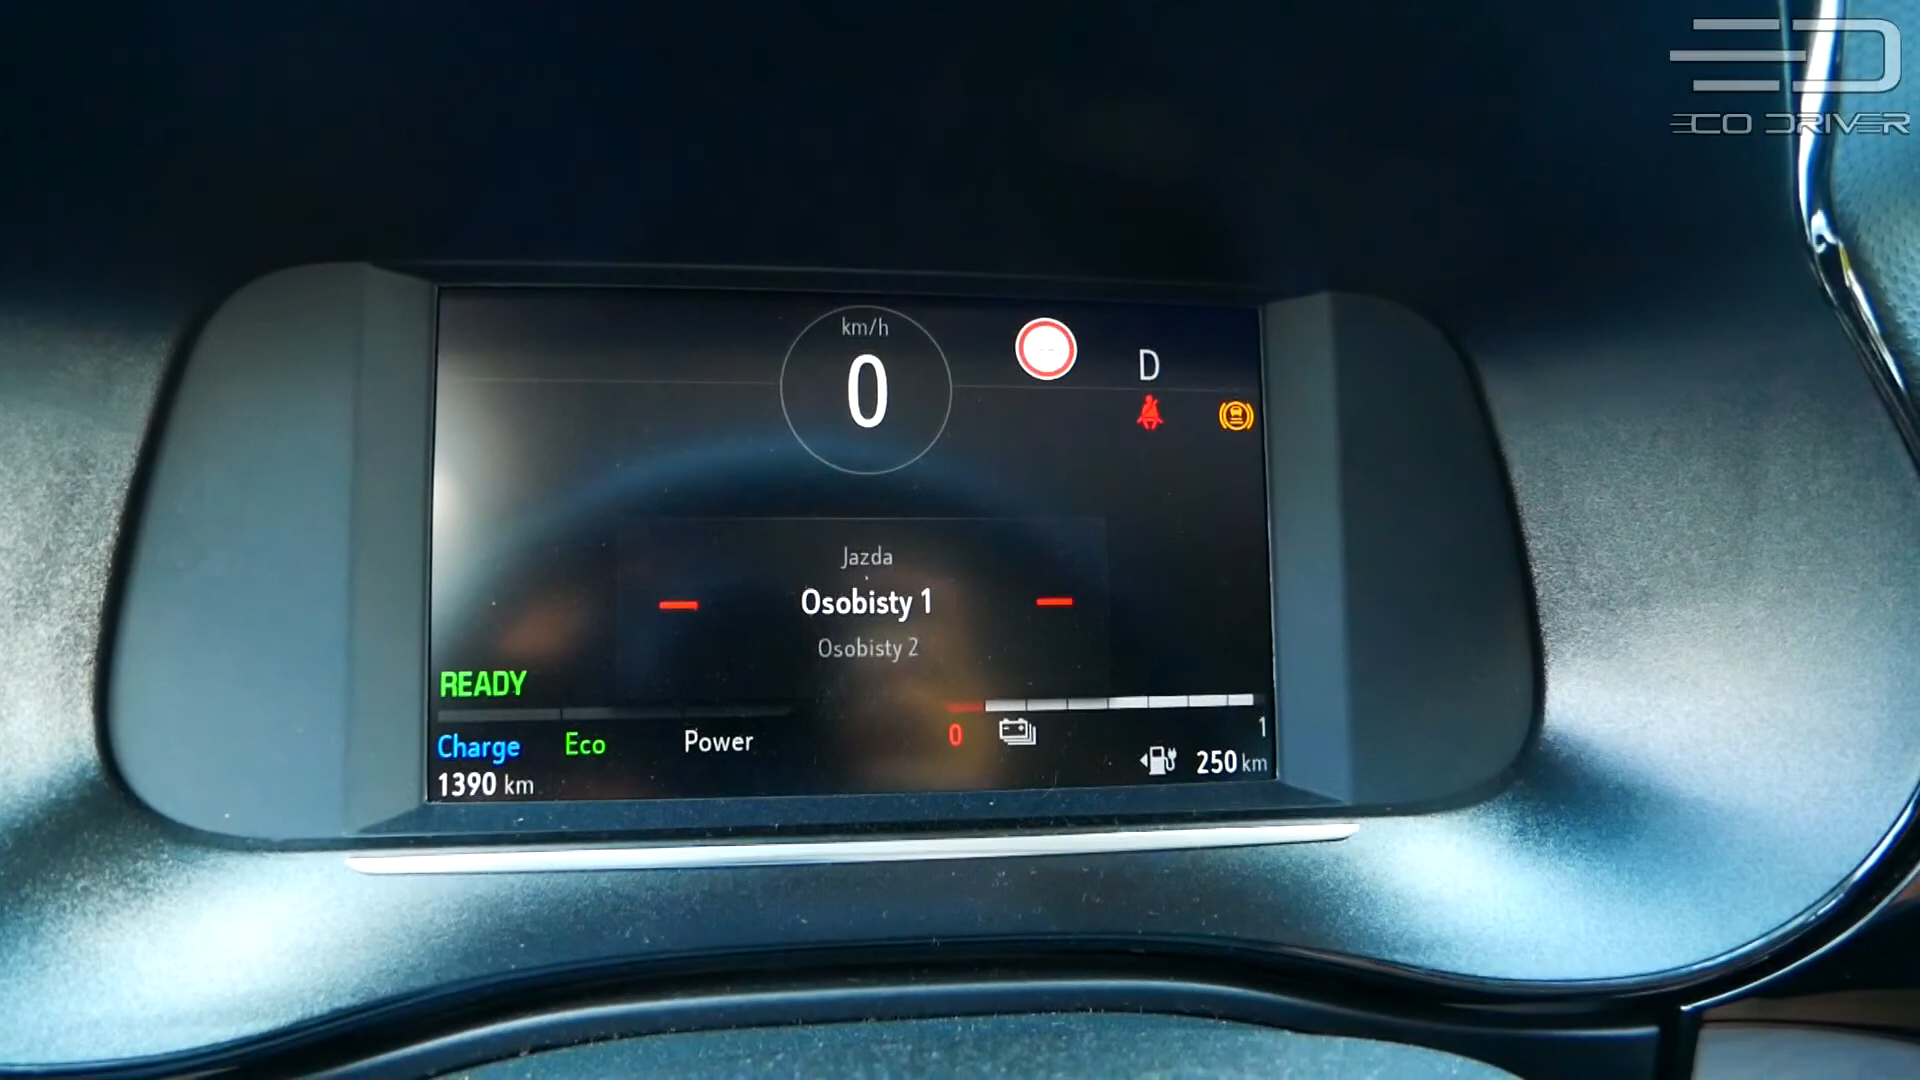 ECO DRIVER
km/h
0
D
Jazda
Osobisty 1
Osobisty 2
READY
Charge Eco Power
0 1
1390 km
250 km